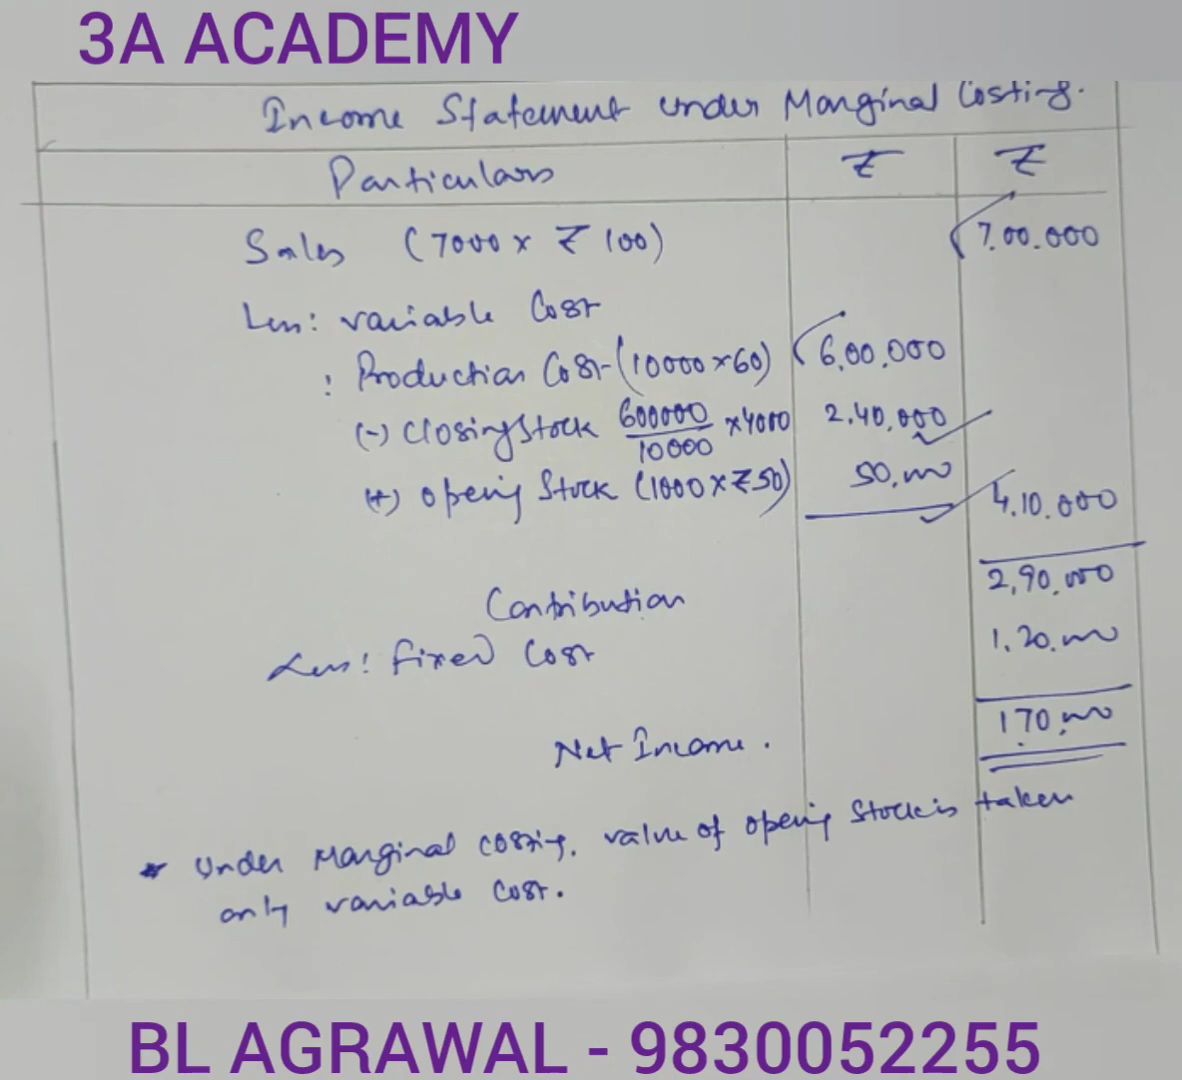 3A ACADEMY
Income Statement under Marginal Costing.
Particulars ₹ ₹
Sales (7000 x ₹ 100) 7,00,000
Less: variable Cost
: Production Cost (10000 x 60) 6,00,000
(-) Closing Stock 600000/10000 x 4000 2,40,000
(+) opening Stock (1000 x ₹ 50) 50,000 4,10,000
Contribution 2,90,000
Less: fixed Cost 1,20,000
Net Income. 1,70,000
* Under Marginal costing, value of opening Stock is taken
only variable Cost.
BL AGRAWAL - 9830052255